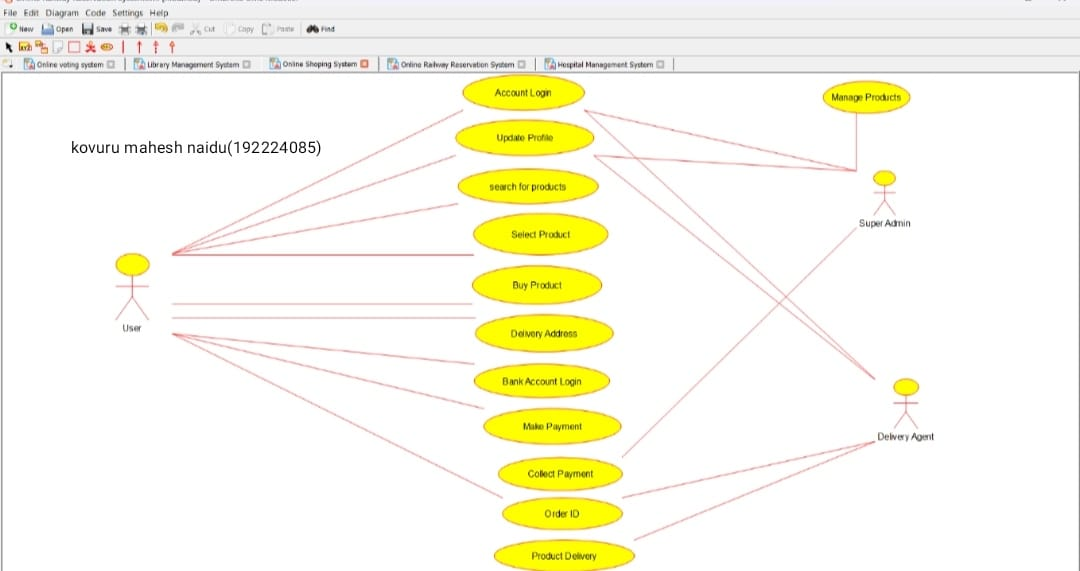 File Edit Diagram Code Settings Help
New Open Save Cut Copy Paste Find
Online voting system Library Management System Online Shoping System Online Railway Reservation System Hospital Management System
Account Login
Manage Products
Update Profile
kovuru mahesh naidu(192224085)
search for products
Super Admin
Select Product
Buy Product
User
Delivery Address
Bank Account Login
Make Payment
Delivery Agent
Collect Payment
Order ID
Product Delivery